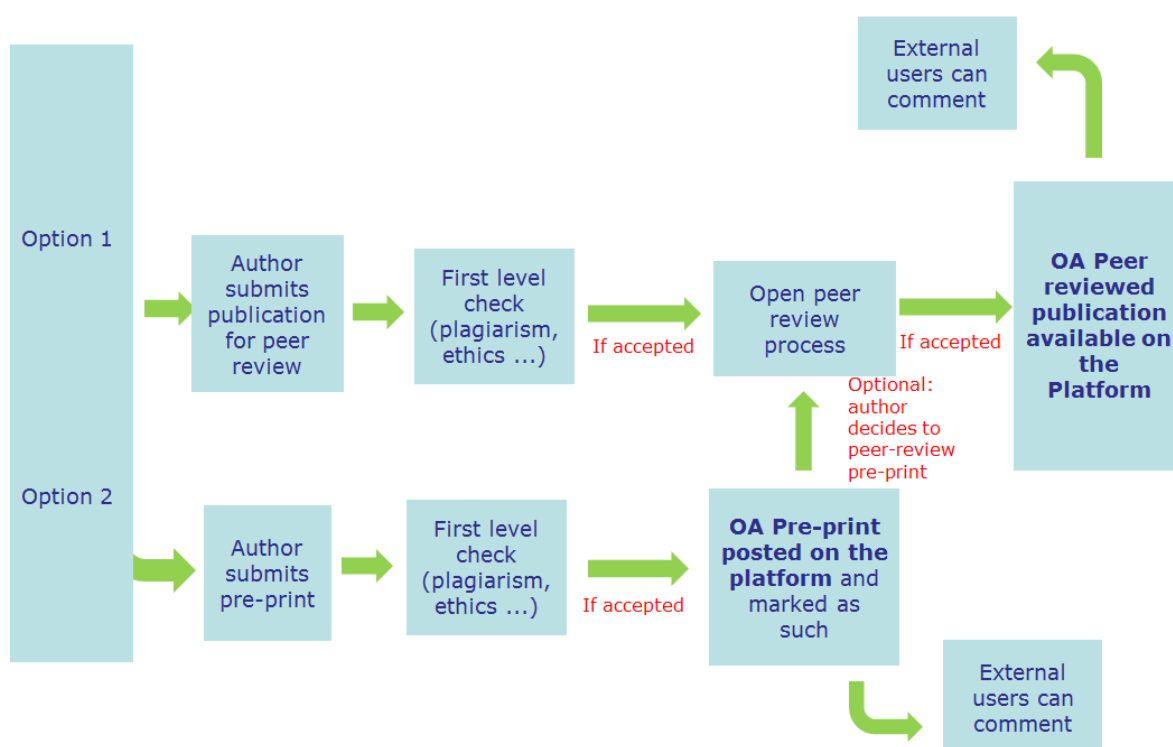 External
users can
comment
Option 1
Author
submits
publication
for peer
review
First level
check
(plagiarism,
ethics ...)
If accepted
Open peer
review
process
If accepted
OA Peer
reviewed
publication
available on
the
Platform
Optional:
author
decides to
peer-review
pre-print
Option 2
Author
submits
pre-print
First level
check
(plagiarism,
ethics ...)
If accepted
OA Pre-print
posted on the
platform and
marked as
such
External
users can
comment